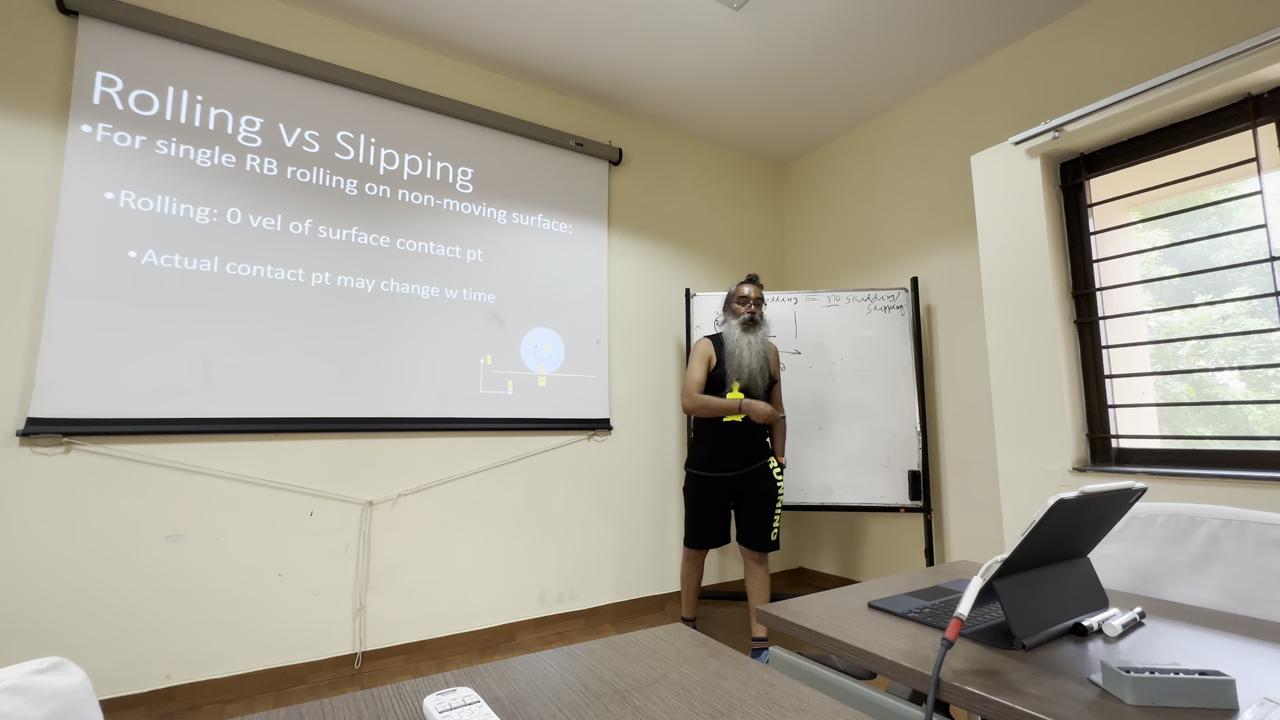 Rolling vs Slipping
•For single RB rolling on non-moving surface:
•Rolling: 0 vel of surface contact pt
•Actual contact pt may change w time
RUNNING